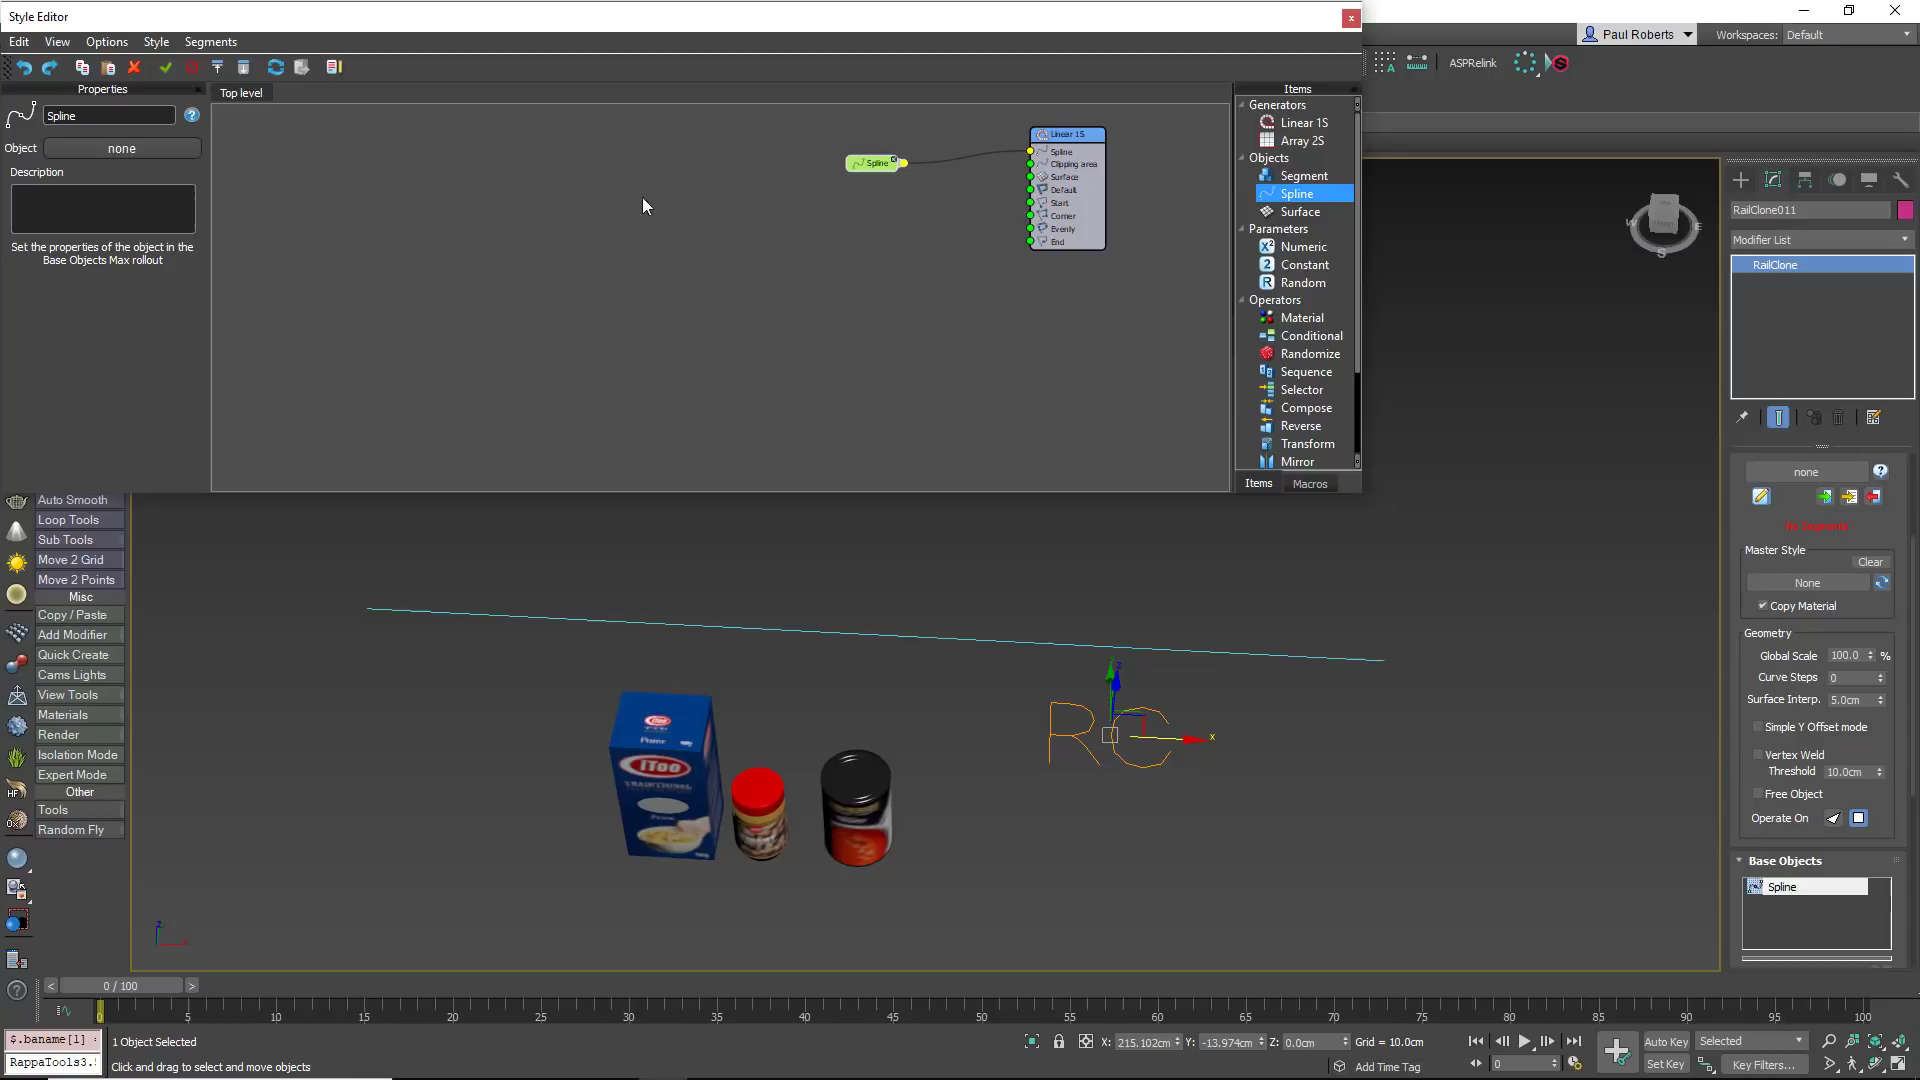 Style Editor
Edit View Options Style Segments
Properties
Spline
Object none
Description
Set the properties of the object in the
Base Objects Max rollout
Top level
Spline
Linear 1S
Spline
Clipping area
Surface
Default
Start
Corner
Evenly
End
Items
Generators
Linear 1S
Array 2S
Objects
Segment
Spline
Surface
Parameters
Numeric
Constant
Random
Operators
Material
Conditional
Randomize
Sequence
Selector
Compose
Reverse
Transform
Mirror
Items Macros
Paul Roberts Workspaces: Default
ASPRelink
RailClone011
Modifier List
RailClone
none
No Segments
Master Style
Clear
None
Copy Material
Geometry
Global Scale 100.0 %
Curve Steps 0
Surface Interp. 5.0cm
Simple Y Offset mode
Vertex Weld
Threshold 10.0cm
Free Object
Operate On
Base Objects
Spline
Auto Smooth
Loop Tools
Sub Tools
Move 2 Grid
Move 2 Points
Misc
Copy / Paste
Add Modifier
Quick Create
Cams Lights
View Tools
Materials
Render
Isolation Mode
Expert Mode
Other
Tools
Random Fly
iToo
iToo
TRADITIONAL
RC
x
z
0 / 100
0 5 10 15 20 25 30 35 40 45 50 55 60 65 70 75 80 85 90 95 100
$.baname[1] :
RappaTools3.
1 Object Selected
Click and drag to select and move objects
X: 215.102cm Y: -13.974cm Z: 0.0cm Grid = 10.0cm
Add Time Tag
0
Auto Key Selected
Set Key Key Filters...